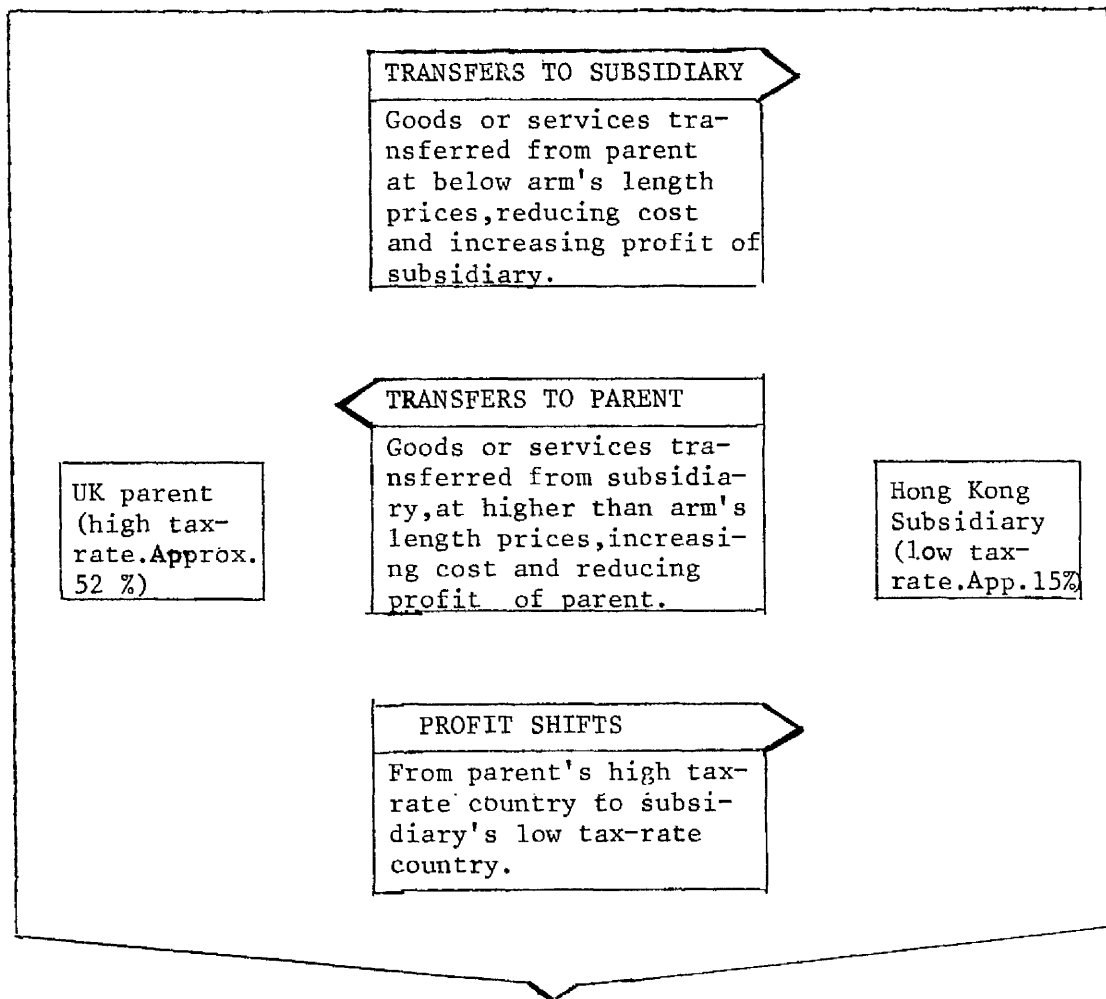 TRANSFERS TO SUBSIDIARY
Goods or services tra-
nsferred from parent
at below arm's length
prices,reducing cost
and increasing profit of
subsidiary.
TRANSFERS TO PARENT
Goods or services tra-
nsferred from subsidia-
ry,at higher than arm's
length prices,increasi-
ng cost and reducing
profit of parent.
UK parent
(high tax-
rate.Approx.
52 %)
Hong Kong
Subsidiary
(low tax-
rate.App.15%)
PROFIT SHIFTS
From parent's high tax-
rate country to subsi-
diary's low tax-rate
country.